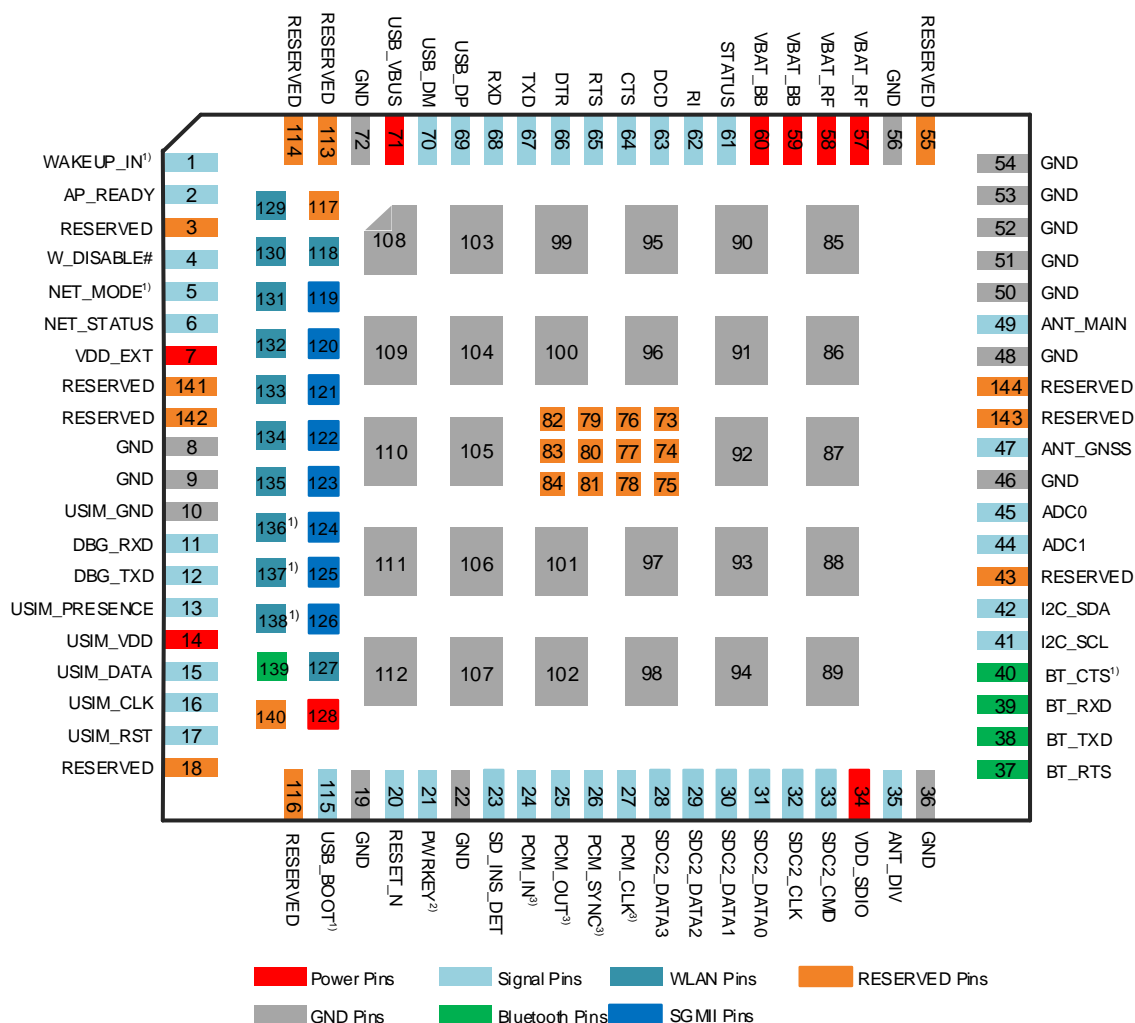 RESERVED
RESERVED
GND
USB_VBUS
USB_DM
USB_DP
RXD
TXD
DTR
RTS
CTS
DCD
RI
STATUS
VBAT_BB
VBAT_BB
VBAT_RF
VBAT_RF
GND
RESERVED
114
113
72
71
70
69
68
67
66
65
64
63
62
61
60
59
58
57
56
55
WAKEUP_IN1) 1
AP_READY 2
RESERVED 3
W_DISABLE# 4
NET_MODE1) 5
NET_STATUS 6
VDD_EXT 7
RESERVED 141
RESERVED 142
GND 8
GND 9
USIM_GND 10
DBG_RXD 11
DBG_TXD 12
USIM_PRESENCE 13
USIM_VDD 14
USIM_DATA 15
USIM_CLK 16
USIM_RST 17
RESERVED 18
129 117
130 118
131 119
132 120
133 121
134 122
135 123
1361) 124
1371) 125
1381) 126
139 127
140 128
108 103 99 95 90 85
109 104 100 96 91 86
82 79 76 73
110 105 83 80 77 74 92 87
84 81 78 75
111 106 101 97 93 88
112 107 102 98 94 89
54 GND
53 GND
52 GND
51 GND
50 GND
49 ANT_MAIN
48 GND
144 RESERVED
143 RESERVED
47 ANT_GNSS
46 GND
45 ADC0
44 ADC1
43 RESERVED
42 I2C_SDA
41 I2C_SCL
40 BT_CTS1)
39 BT_RXD
38 BT_TXD
37 BT_RTS
116
115
19
20
21
22
23
24
25
26
27
28
29
30
31
32
33
34
35
36
RESERVED
USB_BOOT1)
GND
RESET_N
PWRKEY2)
GND
SD_INS_DET
PCM_IN3)
PCM_OUT3)
PCM_SYNC3)
PCM_CLK3)
SDC2_DATA3
SDC2_DATA2
SDC2_DATA1
SDC2_DATA0
SDC2_CLK
SDC2_CMD
VDD_SDIO
ANT_DIV
GND
Power Pins Signal Pins WLAN Pins RESERVED Pins
GND Pins Bluetooth Pins SGMII Pins